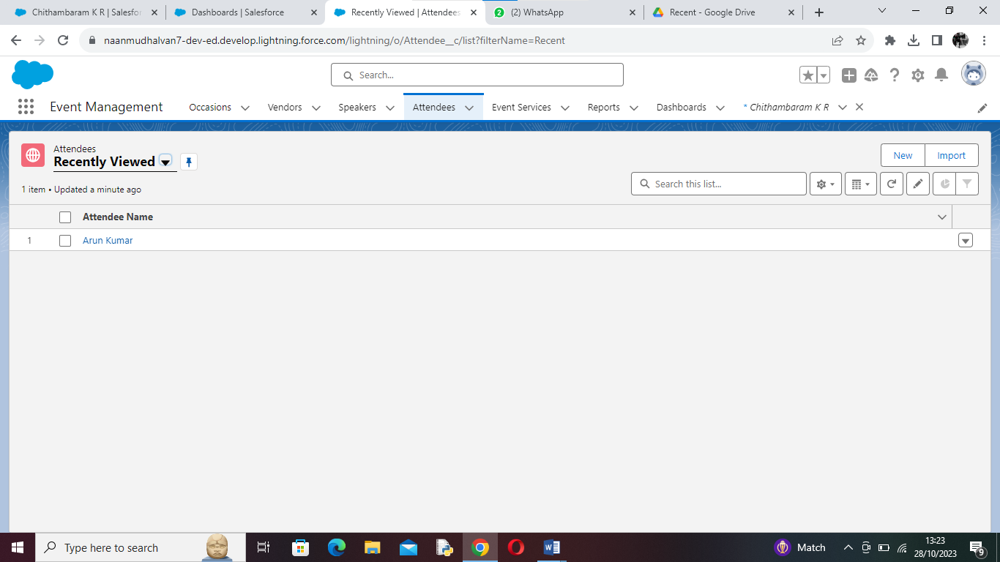 Chithambaram K R | Salesfor
Dashboards | Salesforce
Recently Viewed | Attendees
(2) WhatsApp
Recent - Google Drive
naanmudhalvan7-dev-ed.develop.lightning.force.com/lightning/o/Attendee__c/list?filterName=Recent
Search...
Event Management
Occasions
Vendors
Speakers
Attendees
Event Services
Reports
Dashboards
* Chithambaram K R
Attendees
Recently Viewed
New
Import
1 item • Updated a minute ago
Search this list...
Attendee Name
1 Arun Kumar
Type here to search
Match
13:23
28/10/2023
9